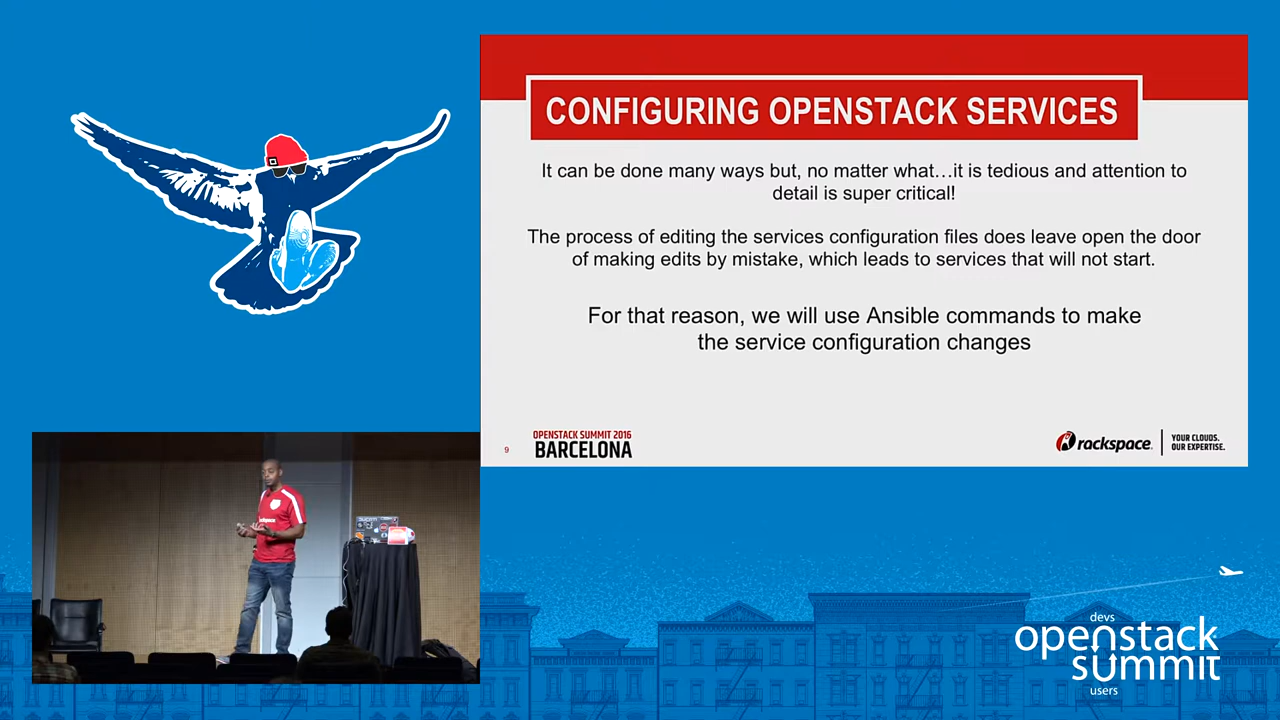 CONFIGURING OPENSTACK SERVICES
It can be done many ways but, no matter what…it is tedious and attention to
detail is super critical!
The process of editing the services configuration files does leave open the door
of making edits by mistake, which leads to services that will not start.
For that reason, we will use Ansible commands to make
the service configuration changes
9
OPENSTACK SUMMIT 2016
BARCELONA
rackspace.
YOUR CLOUDS.
OUR EXPERTISE.
devs
openstack
summit
users